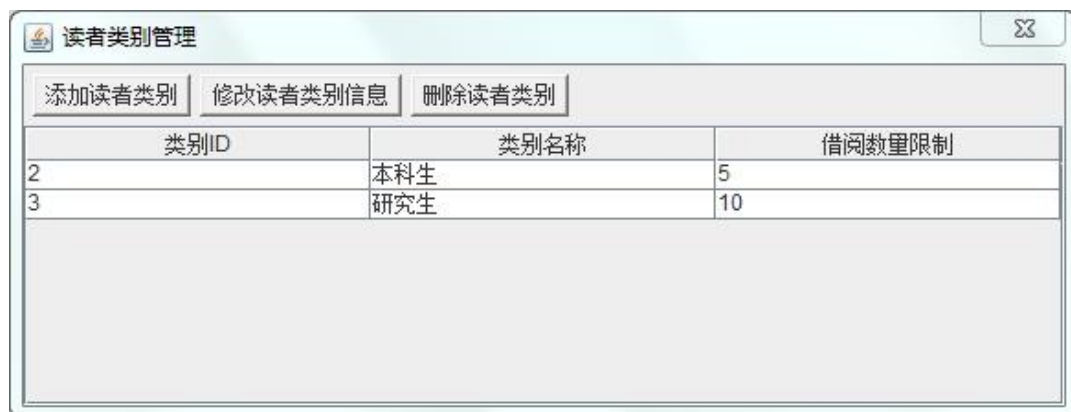 读者类别管理
添加读者类别 修改读者类别信息 删除读者类别
类别ID 类别名称 借阅数量限制
2 本科生 5
3 研究生 10